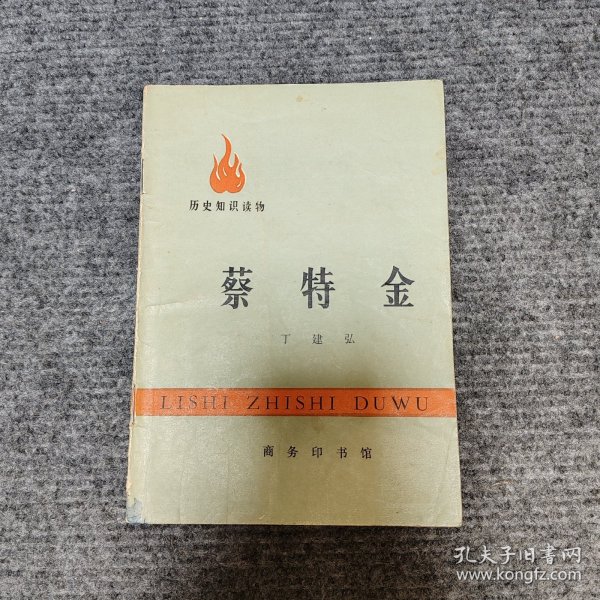 历史知识读物
蔡特金
丁建弘
LISHI ZHISHI DUWU
商务印书馆
孔夫子旧书网
www.kongfz.com